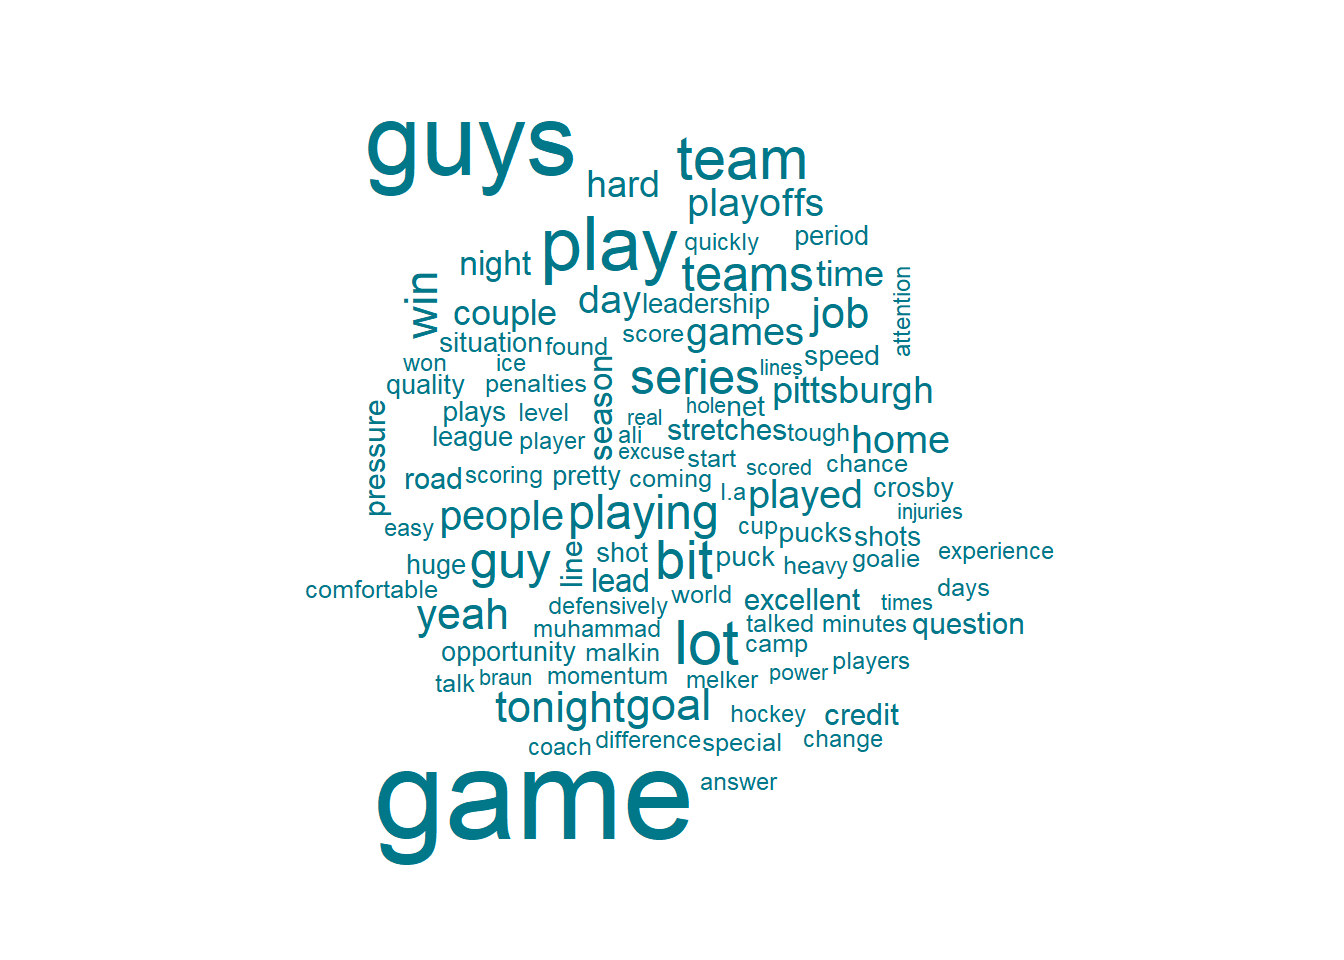 guys
team
hard
playoffs
play
quickly
period
night
teams
time
win
attention
couple
day
leadership
job
situation
found
score
games
speed
won
ice
series
lines
quality
penalties
season
pittsburgh
plays
level
real
hole
net
pressure
league
player
ali
stretches
tough
home
excuse
start
scored
chance
road
scoring
pretty
coming
l.a
played
crosby
easy
people
playing
cup
pucks
shots
injuries
huge
guy
line
shot
bit
puck
heavy
goalie
experience
comfortable
lead
world
excellent
times
days
yeah
defensively
muhammad
lot
talked
minutes
question
opportunity
malkin
camp
players
talk
braun
momentum
melker
power
tonight
goal
hockey
credit
coach
difference
special
change
game
answer